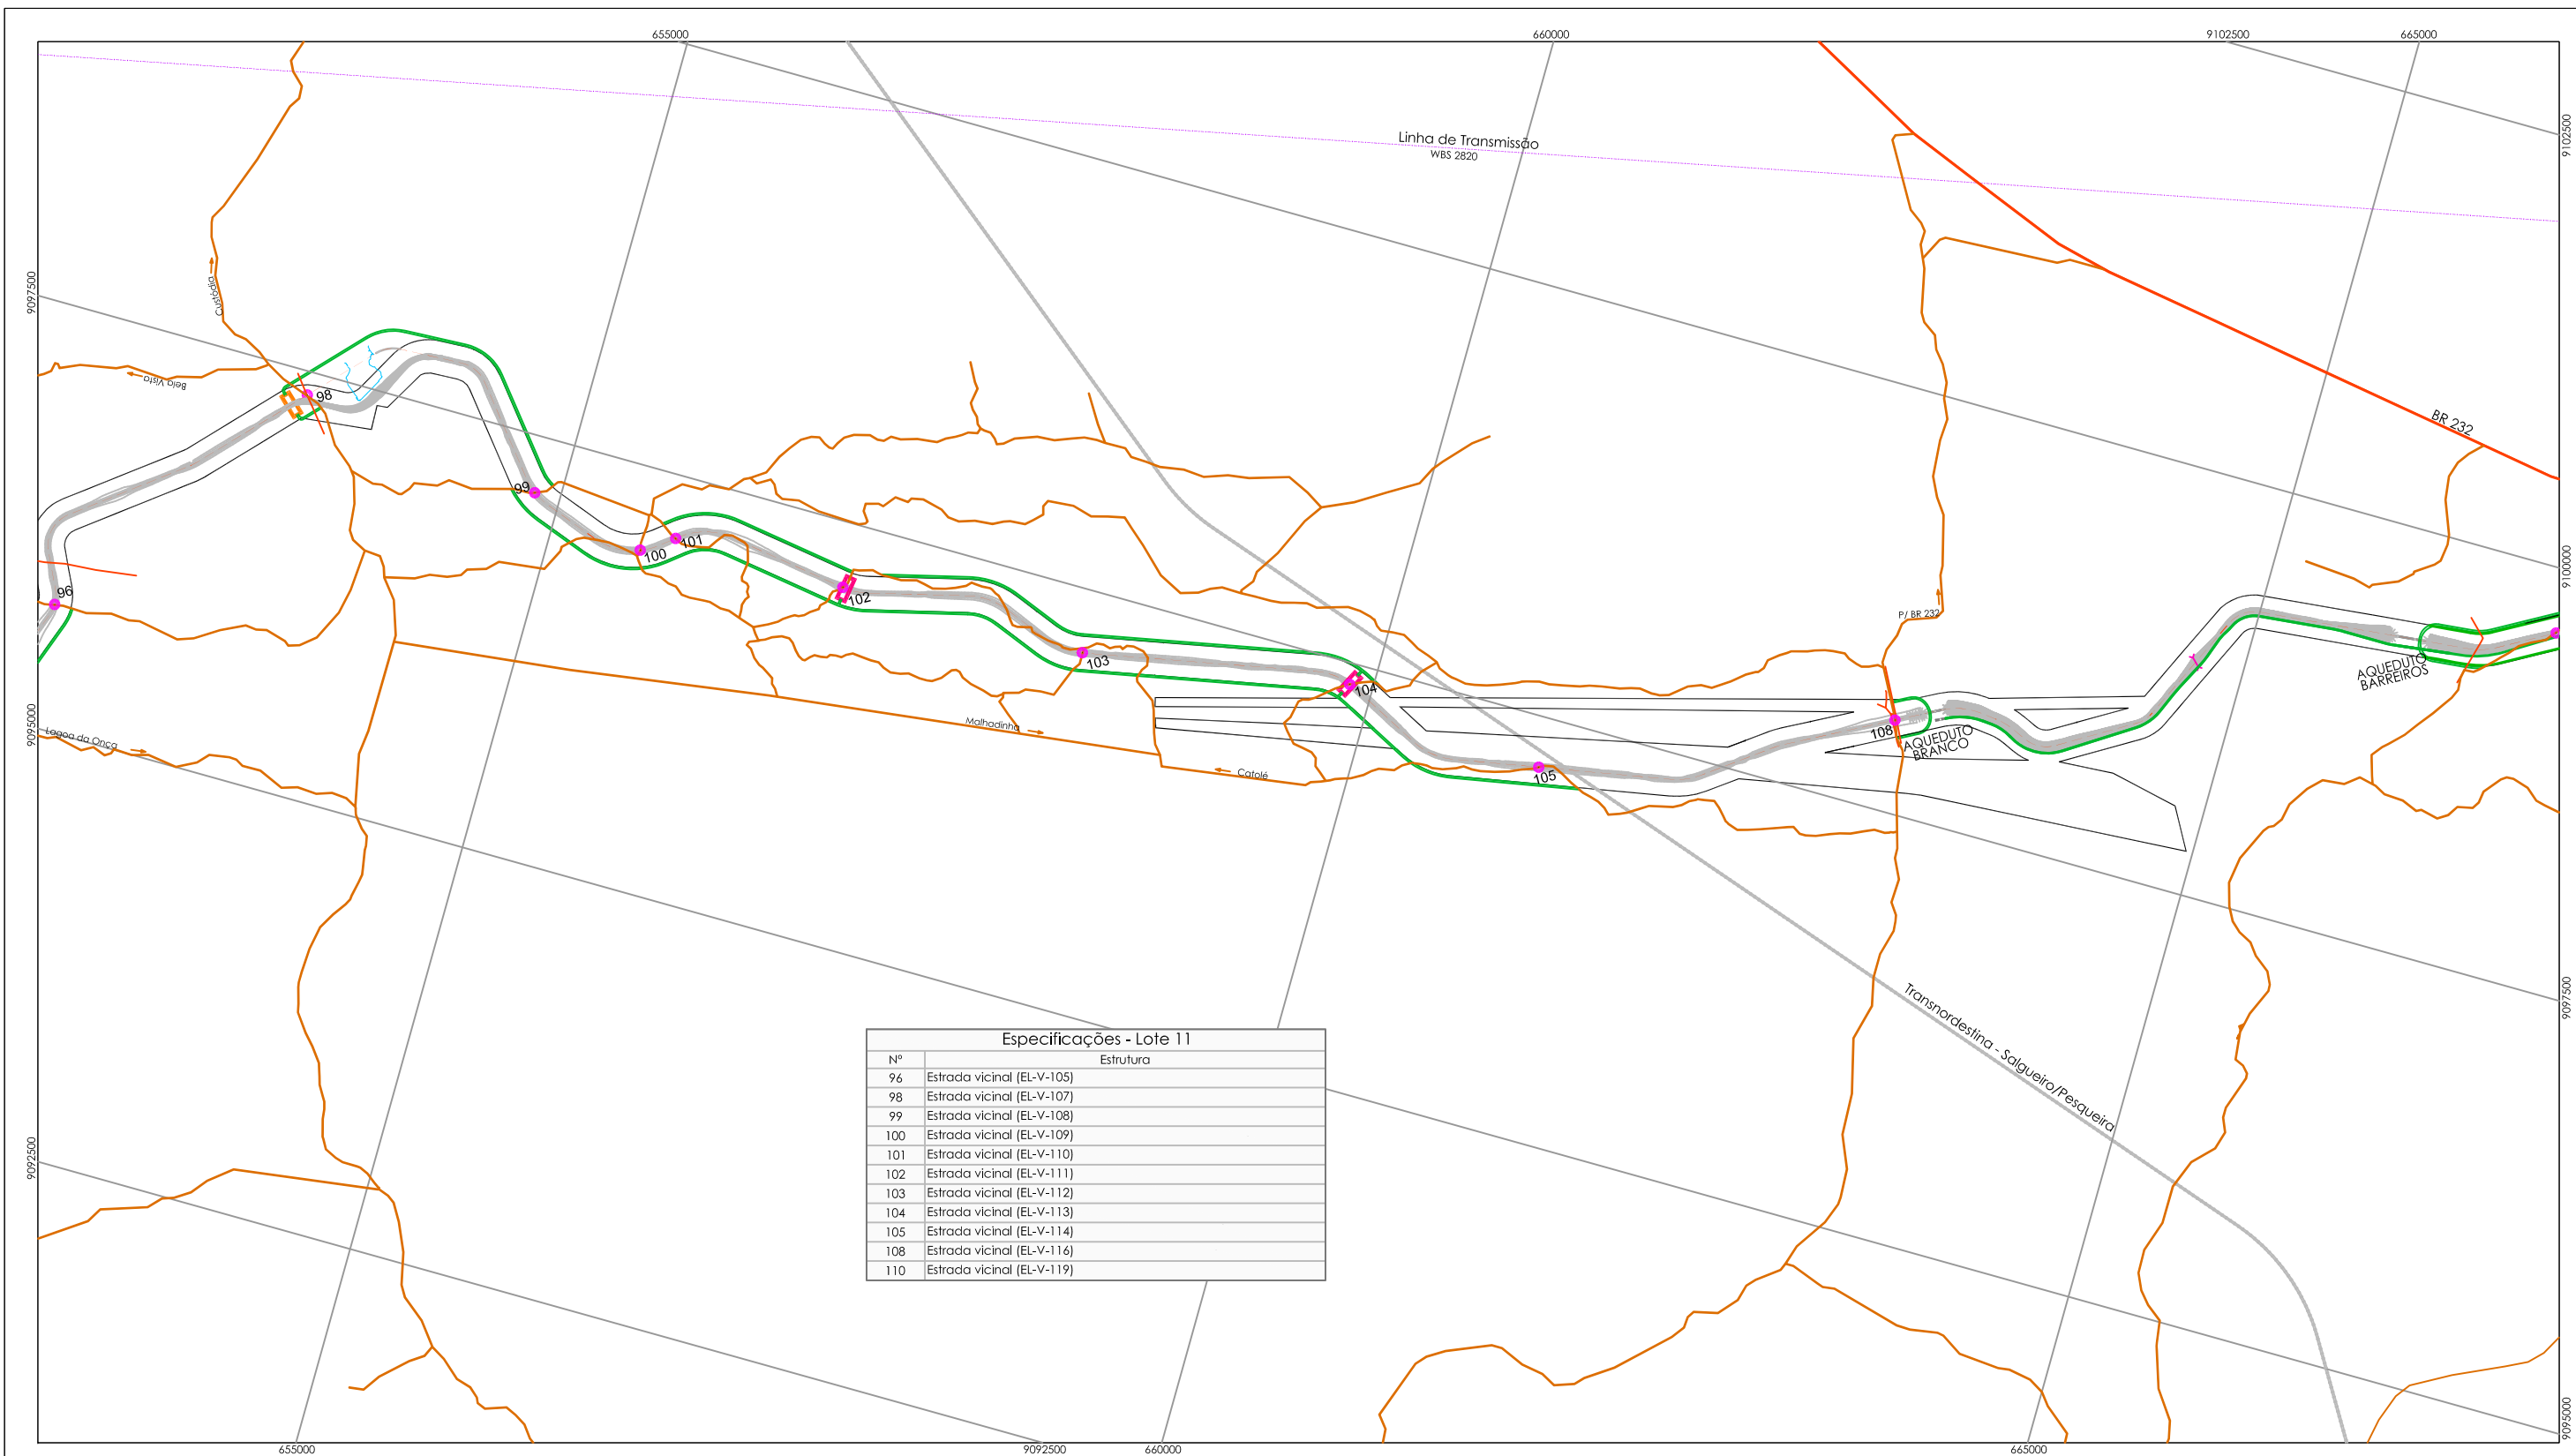 655000
660000
9102500
665000
Linha de Transmissão
WBS 2820
9102500
9097500
Custódia
Bela Vista
98
BR 232
99
100
101
102
96
103
104
P/ BR 232
9100000
AQUEDUTO
BARREIROS
Lagoa da Onça
9095000
Malhadinha
Catolé
105
108
AQUEDUTO
BRANCO
Transnordestina - Salgueiro/Pesqueira
9097500
Especificações - Lote 11
Nº Estrutura
96 Estrada vicinal (EL-V-105)
98 Estrada vicinal (EL-V-107)
99 Estrada vicinal (EL-V-108)
100 Estrada vicinal (EL-V-109)
101 Estrada vicinal (EL-V-110)
102 Estrada vicinal (EL-V-111)
103 Estrada vicinal (EL-V-112)
104 Estrada vicinal (EL-V-113)
105 Estrada vicinal (EL-V-114)
108 Estrada vicinal (EL-V-116)
110 Estrada vicinal (EL-V-119)
9092500
9095000
655000
9092500
660000
665000